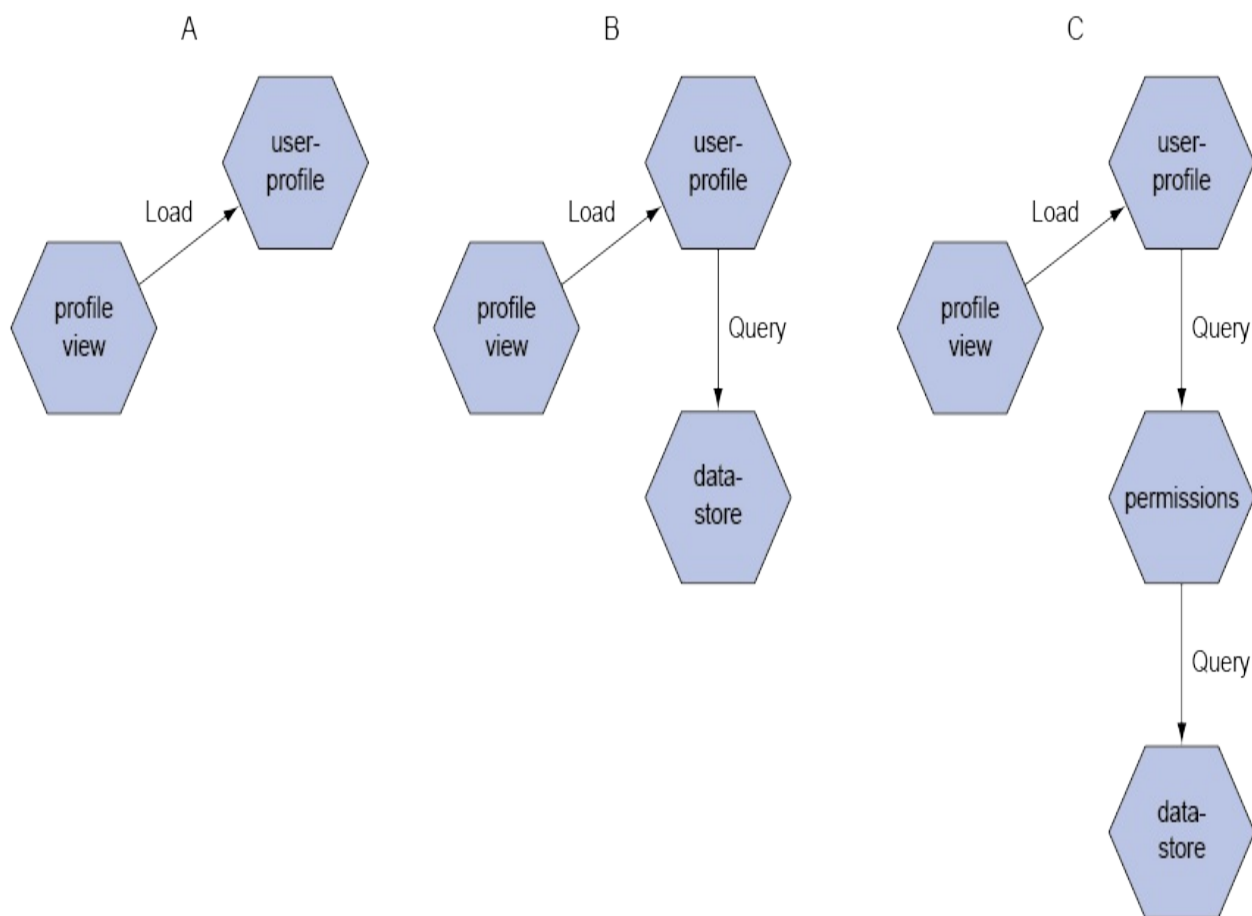 A
B
C
user-
profile
Load
profile
view
user-
profile
Load
profile
view
Query
data-
store
user-
profile
Load
profile
view
Query
permissions
Query
data-
store